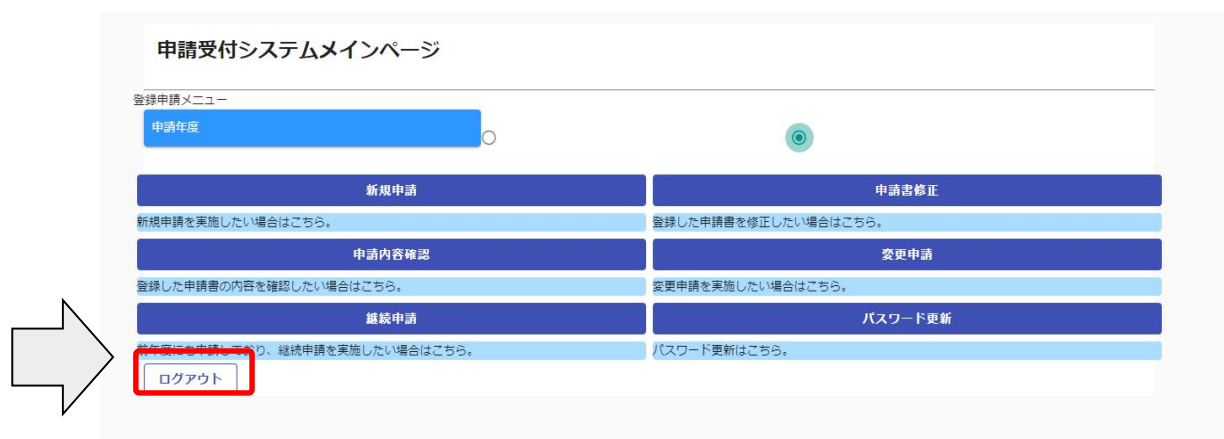 申請受付システムメインページ
登録申請メニュー
申請年度
新規申請
申請書修正
新規申請を実施したい場合はこちら。
登録した申請書を修正したい場合はこちら。
申請内容確認
変更申請
登録した申請書の内容を確認したい場合はこちら。
変更申請を実施したい場合はこちら。
継続申請
パスワード更新
前年度にも申請しており、継続申請を実施したい場合はこちら。
パスワード更新はこちら。
ログアウト